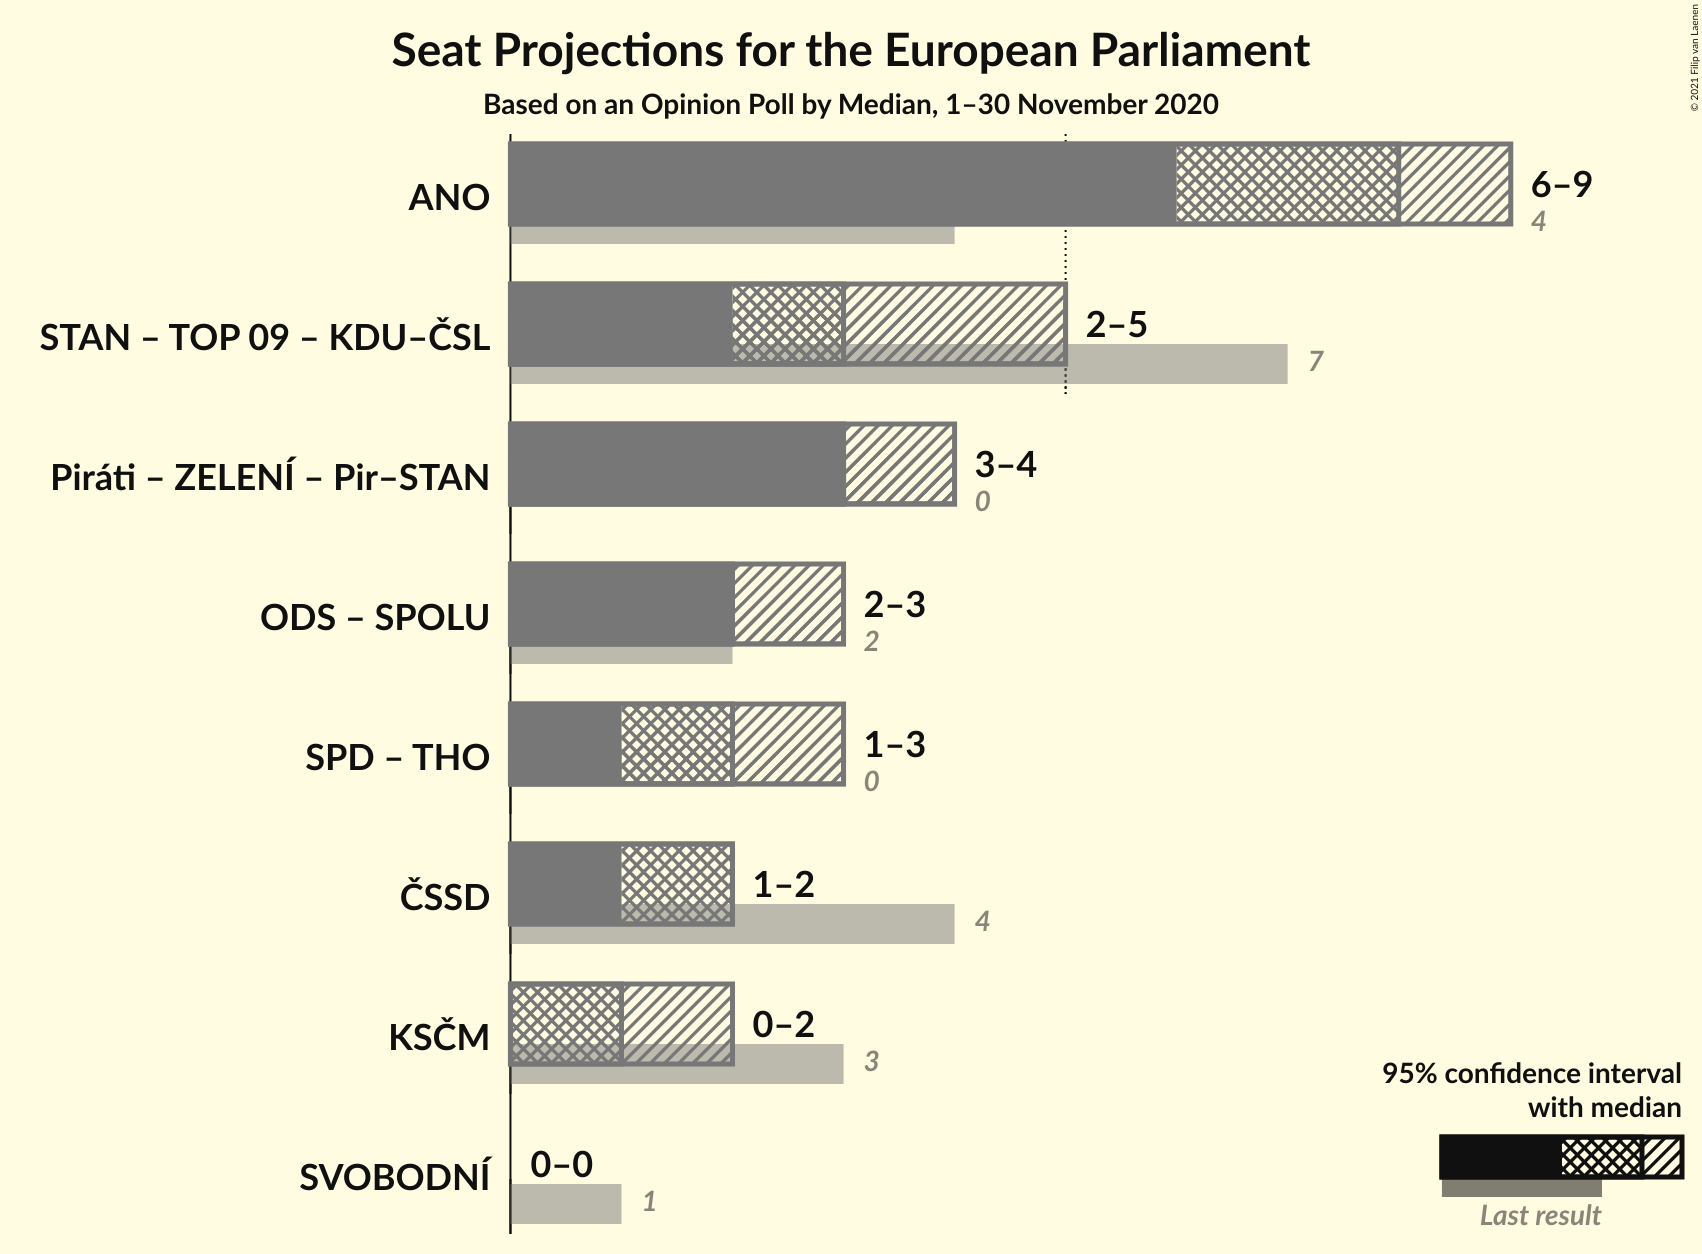 Seat Projections for the European Parliament
Based on an Opinion Poll by Median, 1–30 November 2020
© 2021 Filip van Laenen
ANO
6–9
4
STAN – TOP 09 – KDU–ČSL
2–5
7
Piráti – ZELENÍ – Pir–STAN
3–4
0
ODS – SPOLU
2–3
2
SPD – THO
1–3
0
ČSSD
1–2
4
KSČM
0–2
3
SVOBODNÍ
0–0
1
95% confidence interval
with median
Last result